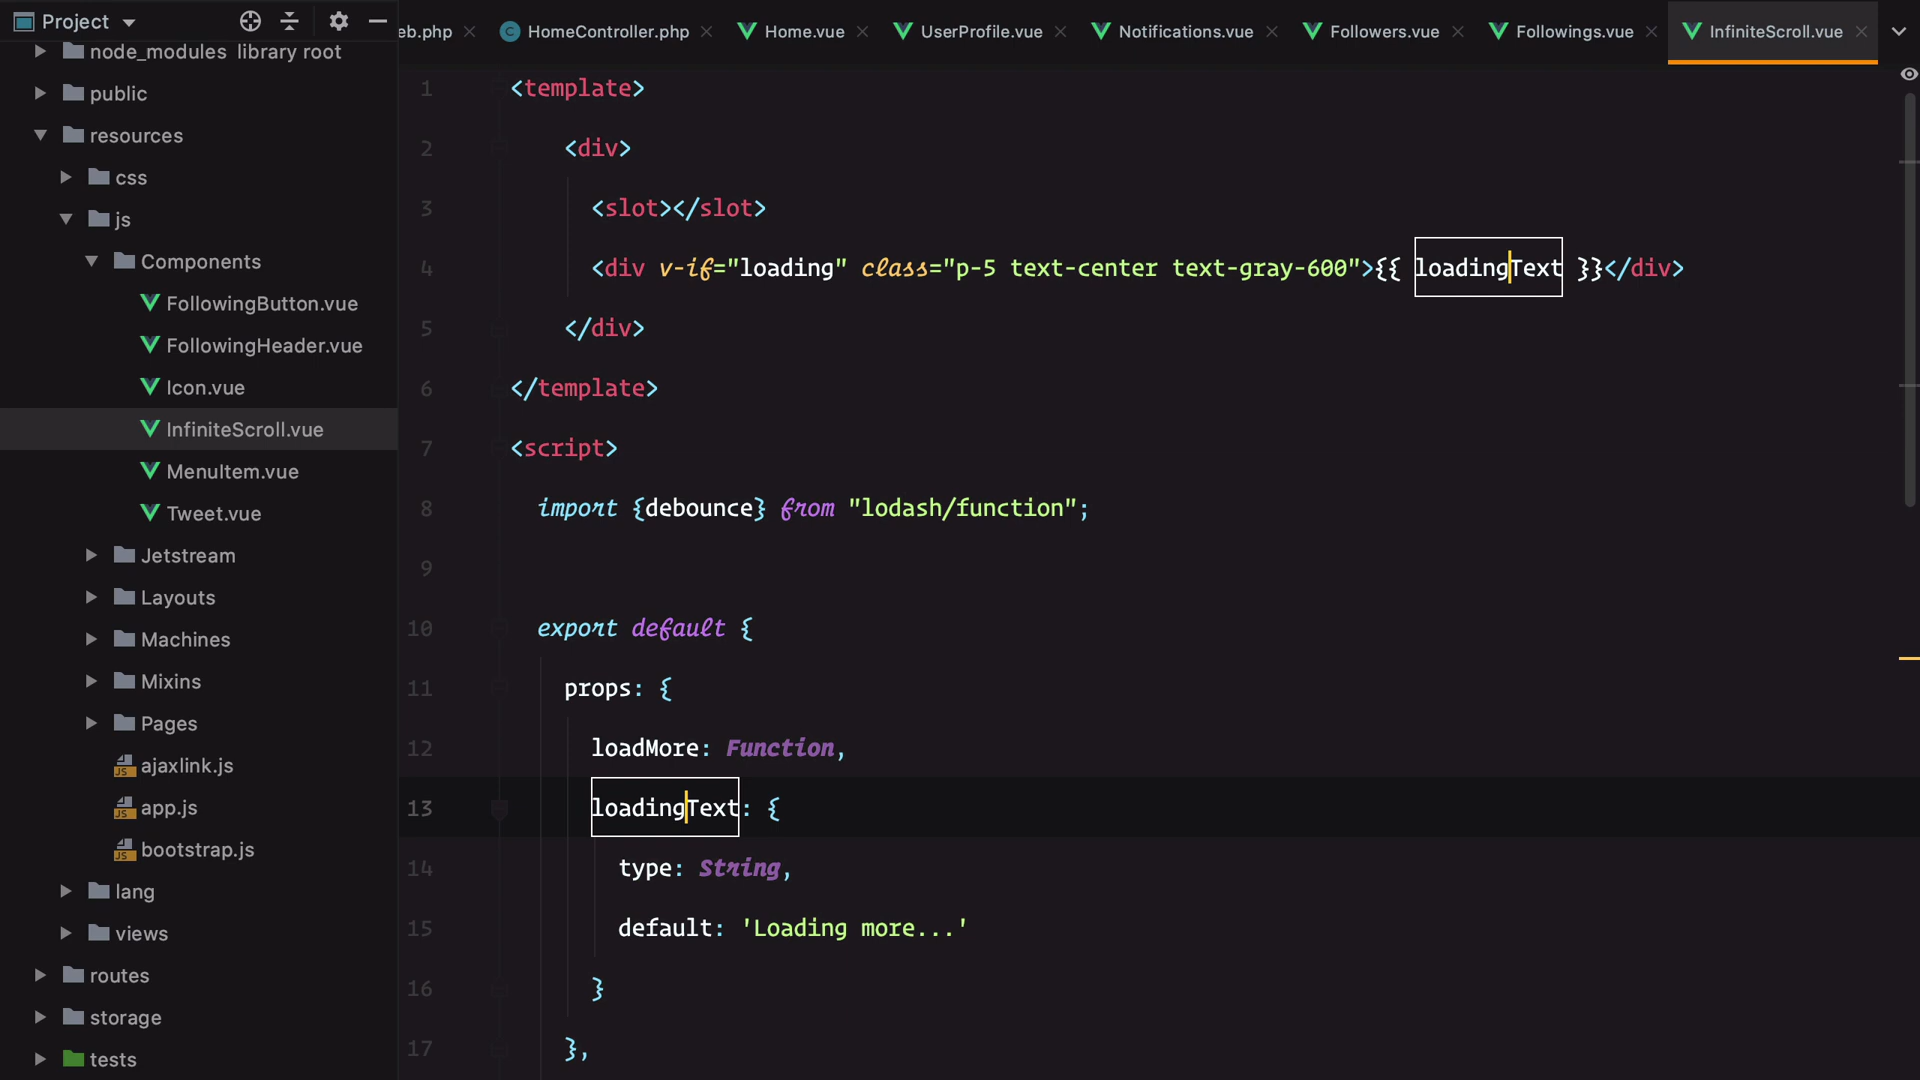 Project
eb.php
HomeController.php
Home.vue
UserProfile.vue
Notifications.vue
Followers.vue
Followings.vue
InfiniteScroll.vue
node_modules library root
public
resources
css
js
Components
FollowingButton.vue
FollowingHeader.vue
Icon.vue
InfiniteScroll.vue
MenuItem.vue
Tweet.vue
Jetstream
Layouts
Machines
Mixins
Pages
ajaxlink.js
app.js
bootstrap.js
lang
views
routes
storage
tests
1 <template>
2 <div>
3 <slot></slot>
4 <div v-if="loading" class="p-5 text-center text-gray-600">{{ loadingText }}</div>
5 </div>
6 </template>
7 <script>
8 import {debounce} from "lodash/function";
9
10 export default {
11 props: {
12 loadMore: Function,
13 loadingText: {
14 type: String,
15 default: 'Loading more...'
16 }
17 },